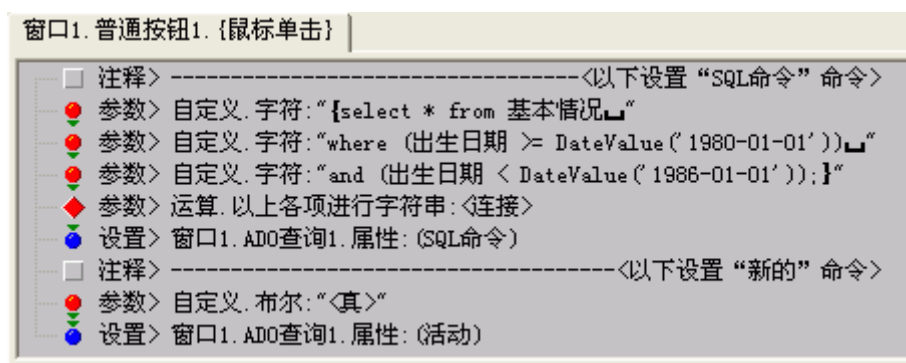 窗口1.普通按钮1.{鼠标单击}
注释> ----------------------------------<以下设置“SQL命令”命令>
参数> 自定义.字符:“{select * from 基本情况␣“
参数> 自定义.字符:“where (出生日期 >= DateValue('1980-01-01'))␣“
参数> 自定义.字符:“and (出生日期 < DateValue('1986-01-01'));}“
参数> 运算.以上各项进行字符串:<连接>
设置> 窗口1.ADO查询1.属性:(SQL命令)
注释> -------------------------------------<以下设置“新的”命令>
参数> 自定义.布尔:“<真>“
设置> 窗口1.ADO查询1.属性:(活动)